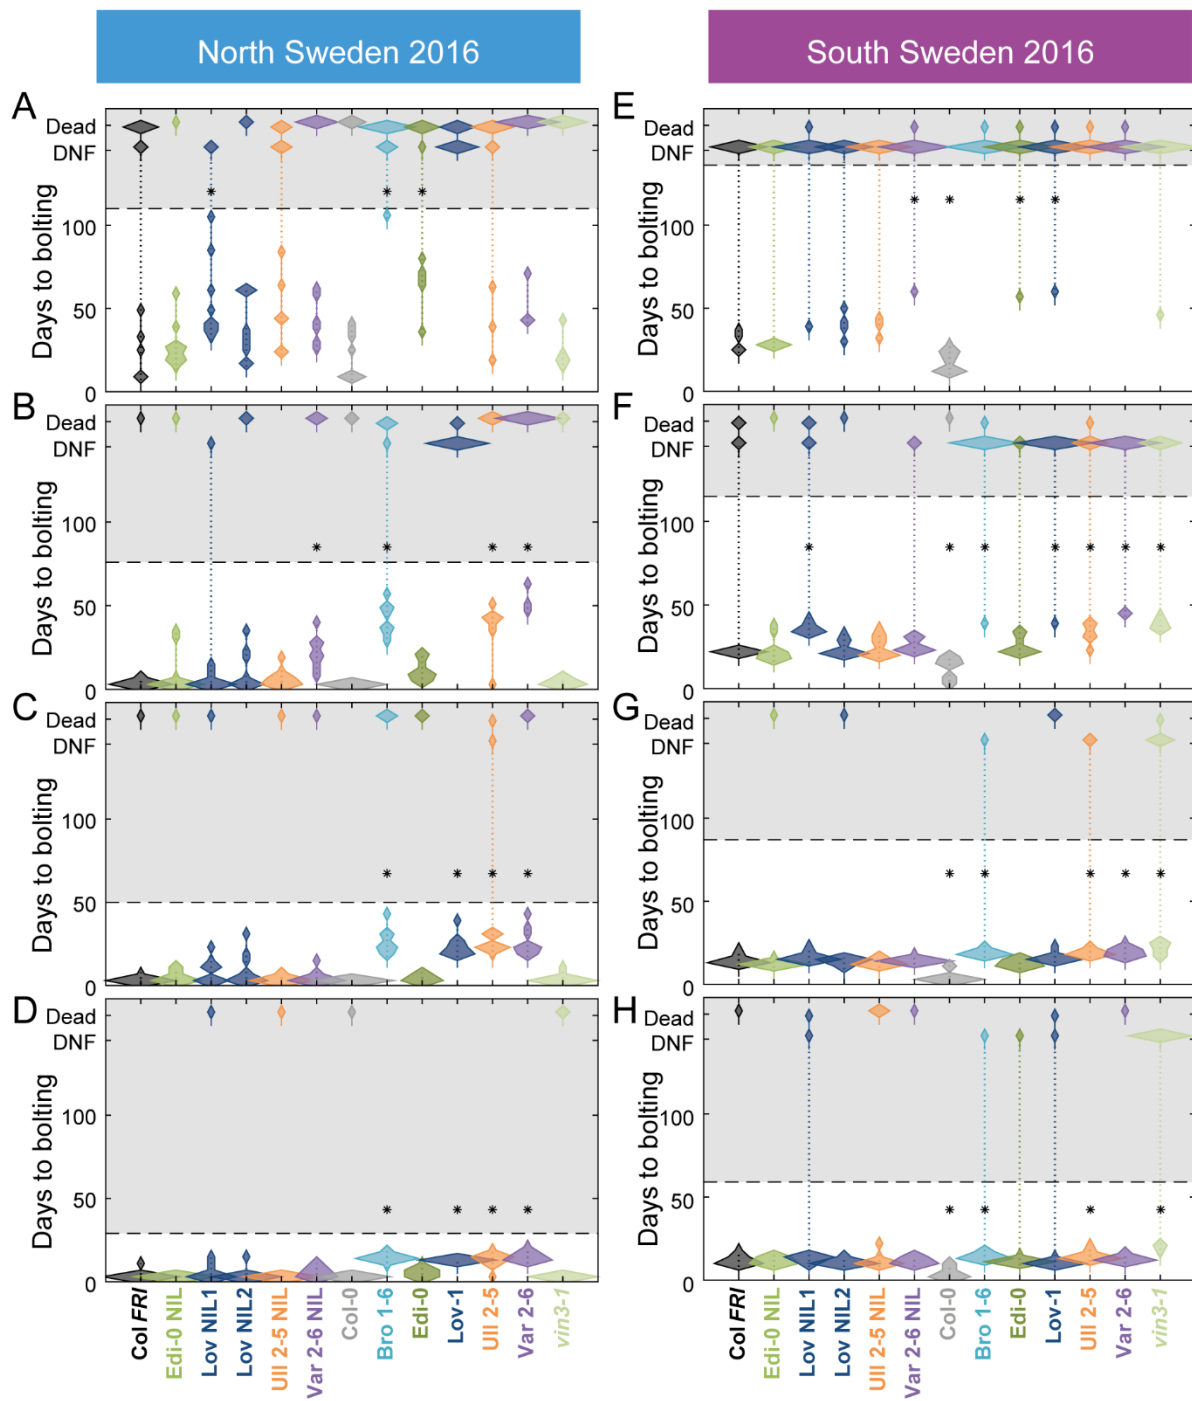 North Sweden 2016
South Sweden 2016
A
Dead
DNF
100
50
0
Days to bolting
*
*
*
B
Dead
DNF
100
50
0
Days to bolting
*
*
*
*
C
Dead
DNF
100
50
0
Days to bolting
*
*
*
*
D
Dead
DNF
100
50
0
Days to bolting
*
*
*
*
Col FRI
Edi-0 NIL
Lov NIL1
Lov NIL2
Ull 2-5 NIL
Var 2-6 NIL
Col-0
Bro 1-6
Edi-0
Lov-1
Ull 2-5
Var 2-6
vin3-1
E
Dead
DNF
100
50
0
Days to bolting
*
*
*
*
F
Dead
DNF
100
50
0
Days to bolting
*
*
*
*
*
*
*
G
Dead
DNF
100
50
0
Days to bolting
*
*
*
*
*
H
Dead
DNF
100
50
0
Days to bolting
*
*
*
*
Col FRI
Edi-0 NIL
Lov NIL1
Lov NIL2
Ull 2-5 NIL
Var 2-6 NIL
Col-0
Bro 1-6
Edi-0
Lov-1
Ull 2-5
Var 2-6
vin3-1